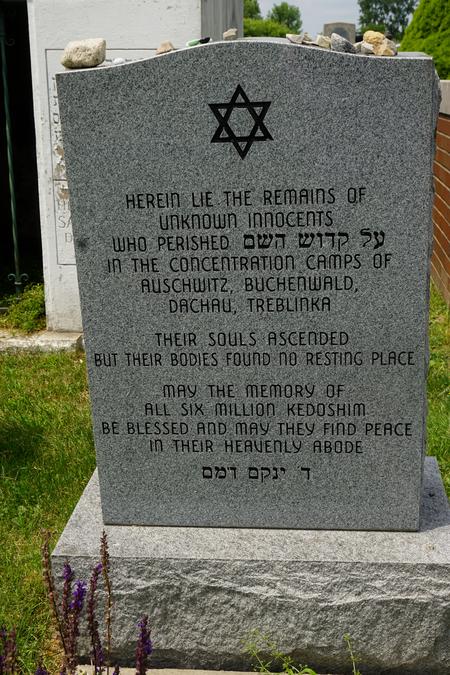 HEREIN LIE THE REMAINS OF
UNKNOWN INNOCENTS
WHO PERISHED על קדוש השם
IN THE CONCENTRATION CAMPS OF
AUSCHWITZ, BUCHENWALD,
DACHAU, TREBLINKA
THEIR SOULS ASCENDED
BUT THEIR BODIES FOUND NO RESTING PLACE
MAY THE MEMORY OF
ALL SIX MILLION KEDOSHIM
BE BLESSED AND MAY THEY FIND PEACE
IN THEIR HEAVENLY ABODE
ד׳ ינקם דמם